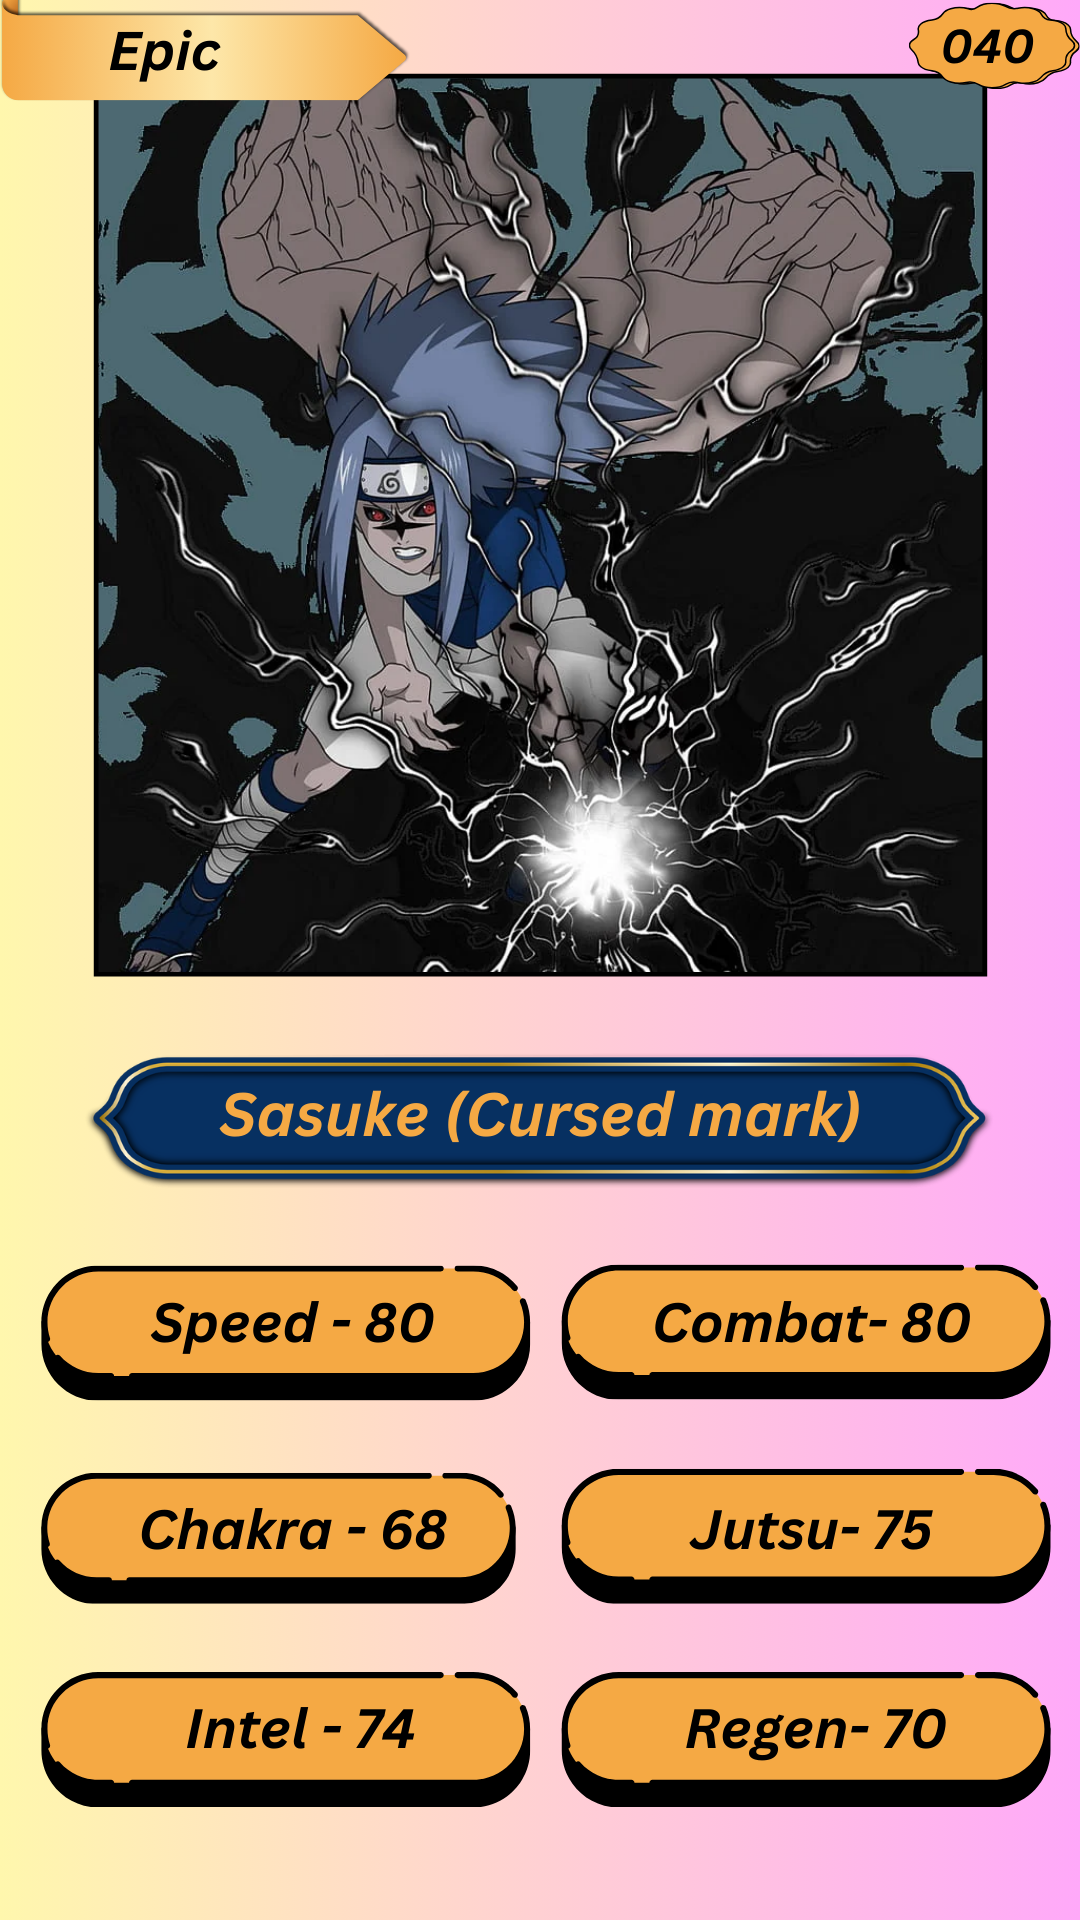 Epic
040
Sasuke (Cursed mark)
Speed - 80
Combat- 80
Chakra - 68
Jutsu- 75
Intel - 74
Regen- 70